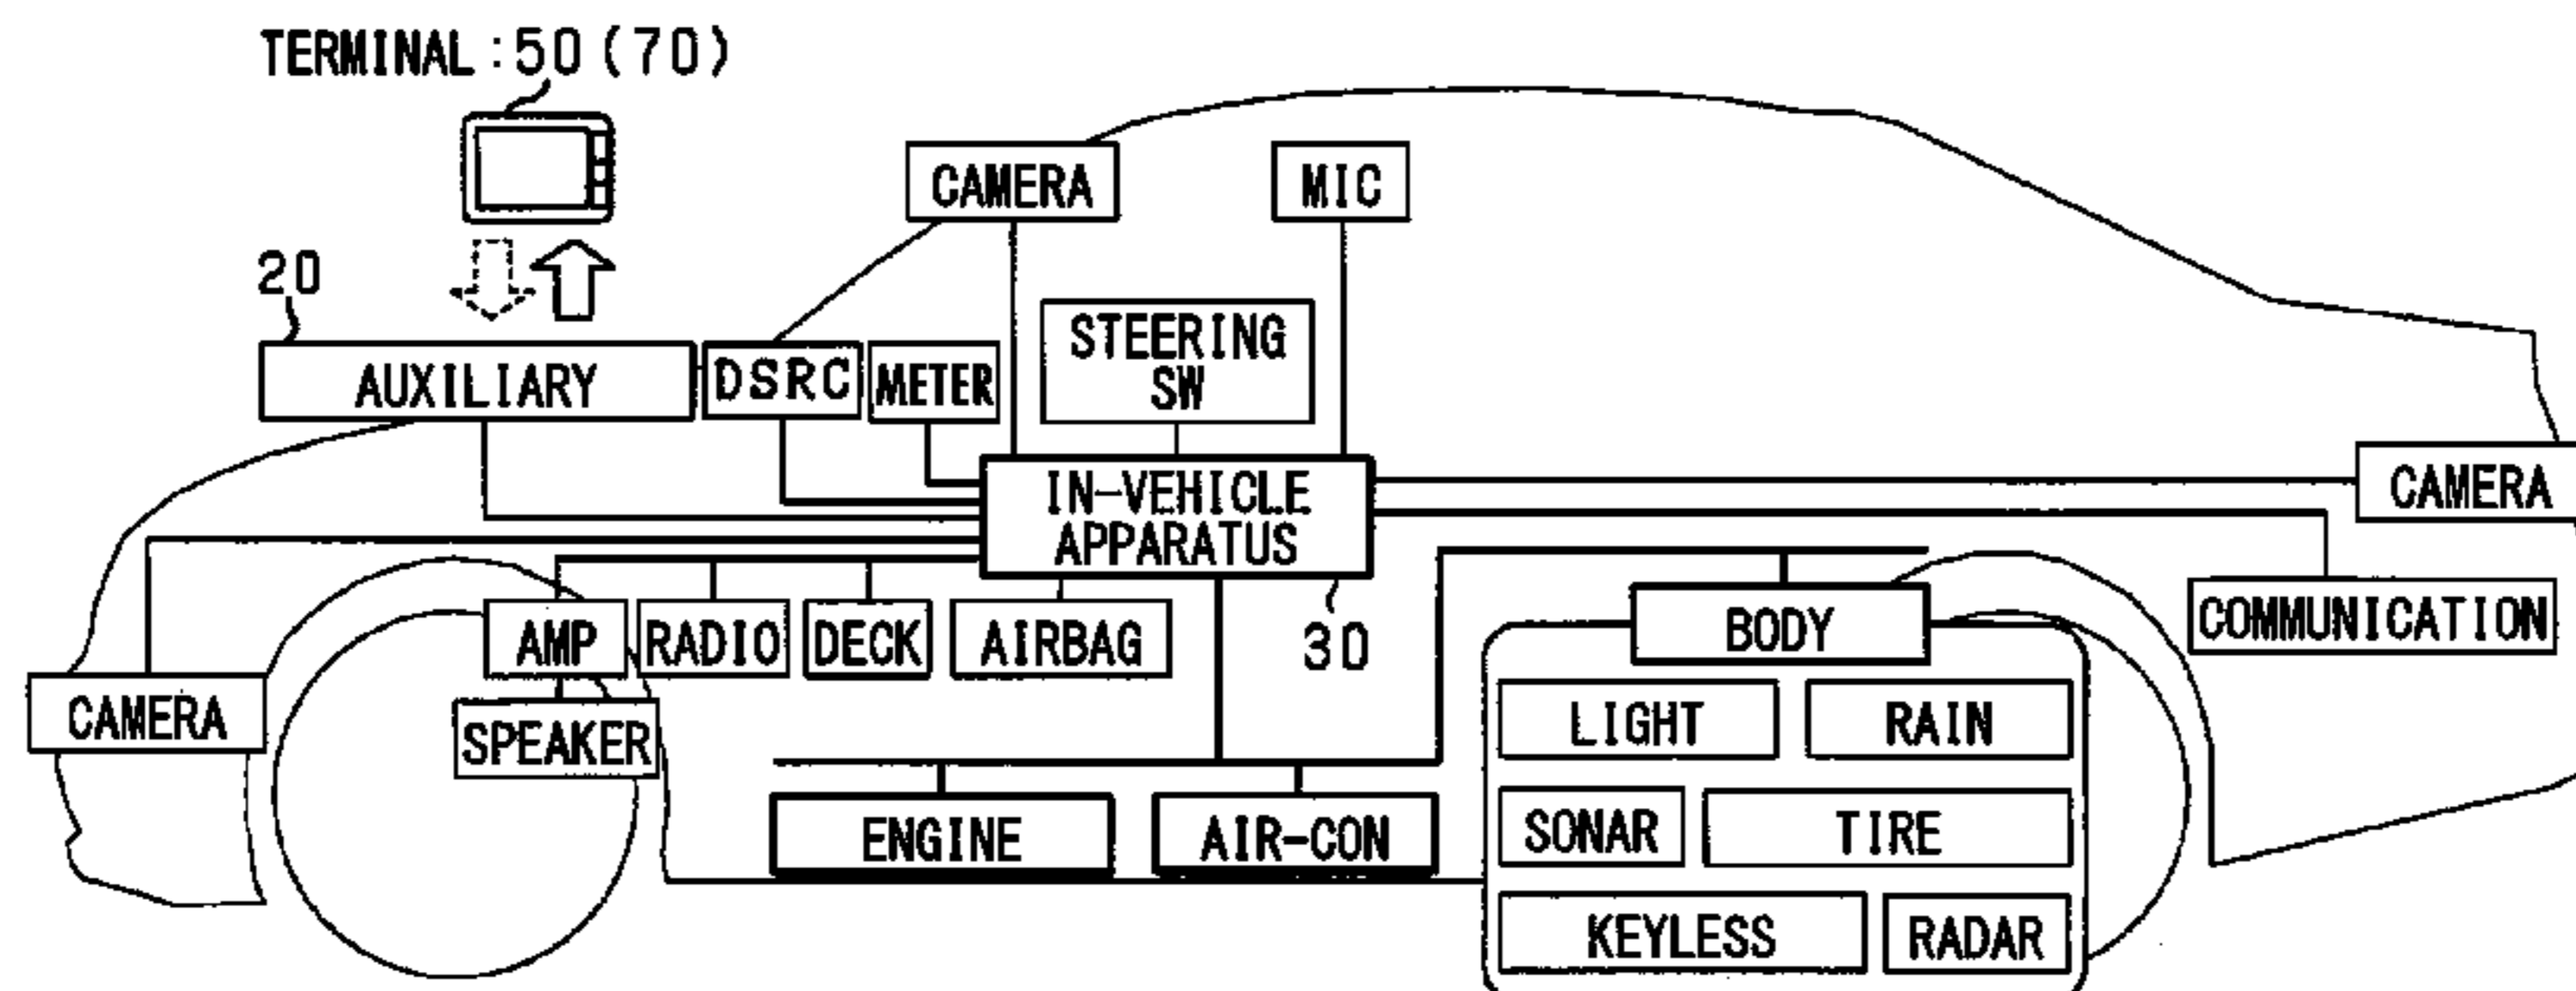 TERMINAL:50(70)
CAMERA
MIC
20
AUXILIARY
DSRC
METER
STEERING
SW
IN-VEHICLE
APPARATUS
CAMERA
AMP
RADIO
DECK
AIRBAG
30
BODY
COMMUNICATION
CAMERA
SPEAKER
LIGHT
RAIN
ENGINE
AIR-CON
SONAR
TIRE
KEYLESS
RADAR